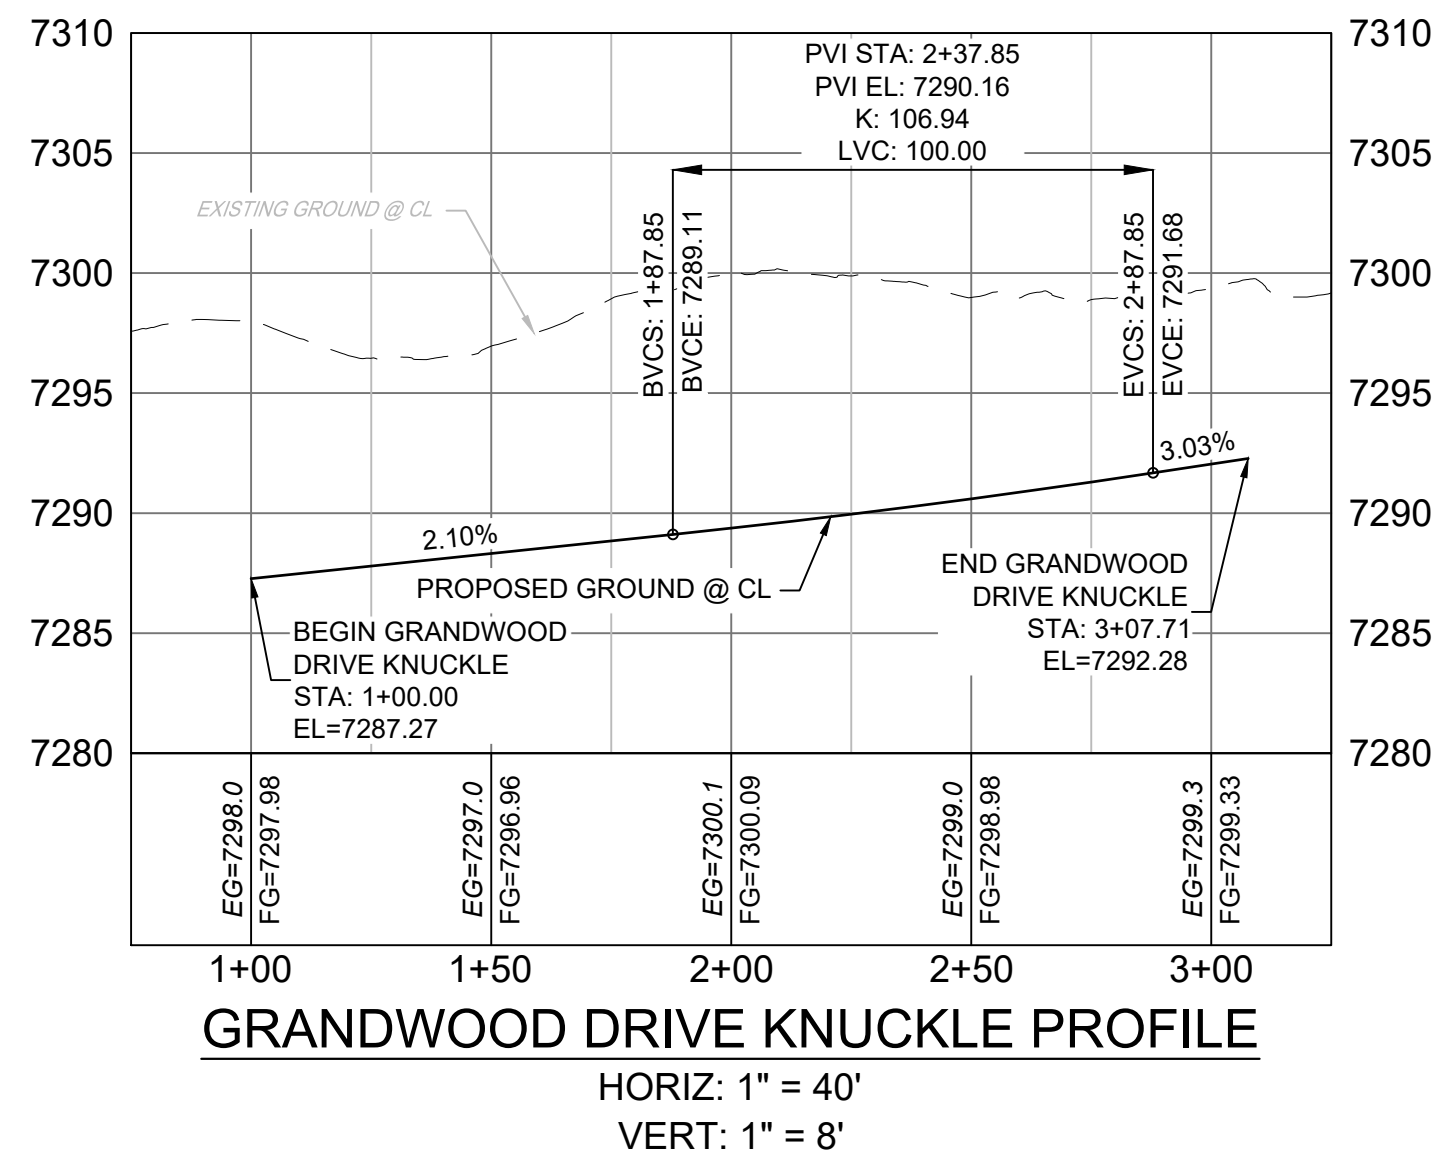 7310
7310
PVI STA: 2+37.85
PVI EL: 7290.16
K: 106.94
LVC: 100.00
7305
7305
EXISTING GROUND @ CL
BVCS: 1+87.85
BVCE: 7289.11
EVCS: 2+87.85
EVCE: 7291.68
7300
7300
7295
7295
3.03%
7290
7290
2.10%
PROPOSED GROUND @ CL
END GRANDWOOD
DRIVE KNUCKLE
STA: 3+07.71
EL=7292.28
7285
7285
BEGIN GRANDWOOD
DRIVE KNUCKLE
STA: 1+00.00
EL=7287.27
7280
7280
EG=7298.0
FG=7297.98
EG=7297.0
FG=7296.96
EG=7300.1
FG=7300.09
EG=7299.0
FG=7298.98
EG=7299.3
FG=7299.33
1+00
1+50
2+00
2+50
3+00
GRANDWOOD DRIVE KNUCKLE PROFILE
HORIZ: 1" = 40'
VERT: 1" = 8'